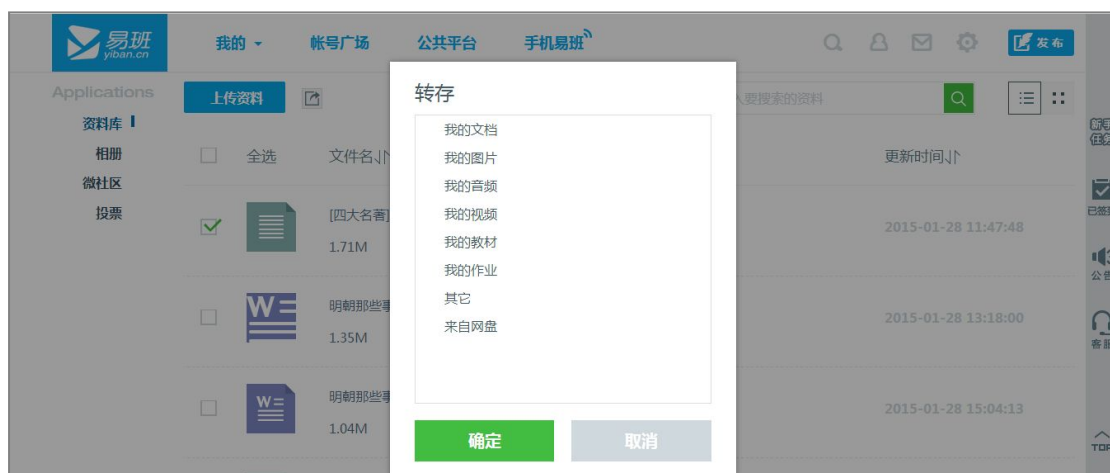 易班
yiban.cn
我的
帐号广场
公共平台
手机易班
发布
Applications
资料库
相册
微社区
投票
上传资料
入要搜索的资料
全选
文件名
更新时间
[四大名著]
1.71M
2015-01-28 11:47:48
明朝那些事
1.35M
2015-01-28 13:18:00
明朝那些事
1.04M
2015-01-28 15:04:13
转存
我的文档
我的图片
我的音频
我的视频
我的教材
我的作业
其它
来自网盘
确定
取消
新手
任务
已签
公告
客服
TOP